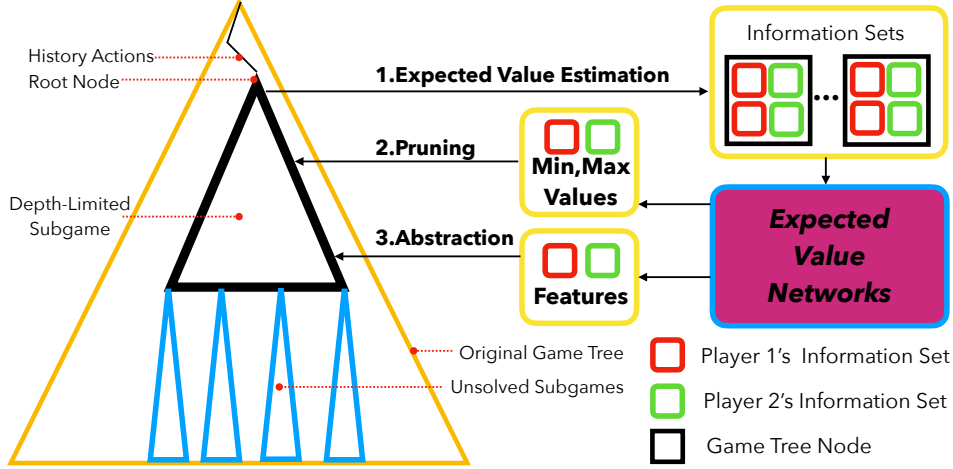 History Actions
Root Node
1.Expected Value Estimation
Information Sets
2.Pruning
Min,Max
Values
Depth-Limited
Subgame
3.Abstraction
Features
Expected
Value
Networks
Original Game Tree
Unsolved Subgames
Player 1's Information Set
Player 2's Information Set
Game Tree Node